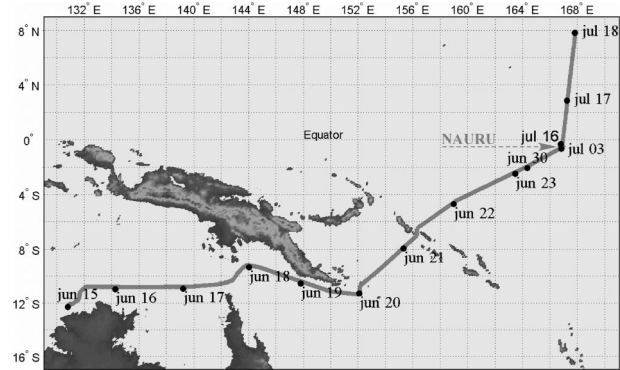 132° E 136° E 140° E 144° E 148° E 152° E 156° E 160° E 164° E 168° E
8° N
jul 18
4° N
jul 17
Equator
NAURU
jul 16
0°
jul 03
jun 30
jun 23
4° S
jun 22
8° S
jun 21
jun 18
jun 15
jun 16
jun 17
jun 19
jun 20
12° S
16° S